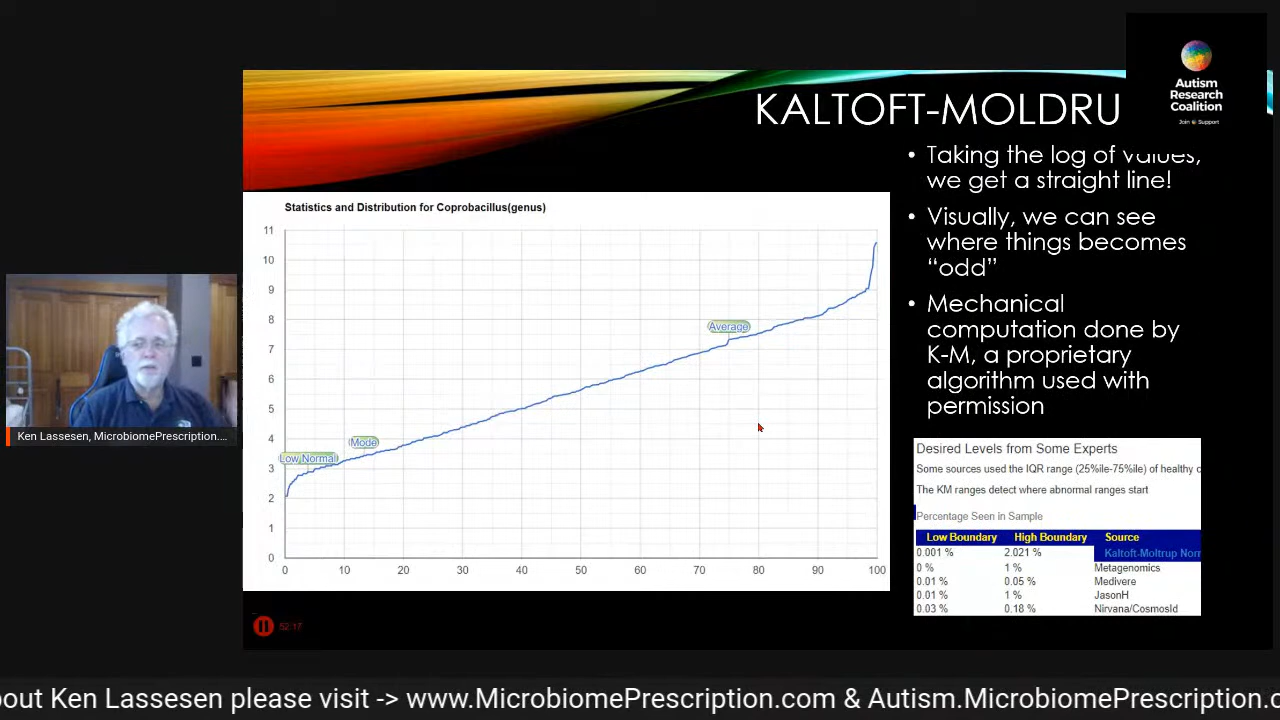 Autism
Research
Coalition
Join & Support
KALTOFT-MOLDRU
• Taking the log of values,
we get a straight line!
• Visually, we can see
where things becomes
“odd”
• Mechanical
computation done by
K-M, a proprietary
algorithm used with
permission
Statistics and Distribution for Coprobacillus(genus)
11
10
9
8
7
6
5
4
3
2
1
0
0 10 20 30 40 50 60 70 80 90 100
Low Normal
Mode
Average
Desired Levels from Some Experts
Some sources used the IQR range (25%ile-75%ile) of healthy c
The KM ranges detect where abnormal ranges start
Percentage Seen in Sample
Low Boundary High Boundary Source
0.001 % 2.021 % Kaltoft-Moltrup Norm
0 % 1 % Metagenomics
0.01 % 0.05 % Medivere
0.01 % 1 % JasonH
0.03 % 0.18 % Nirvana/CosmosId
Ken Lassesen, MicrobiomePrescription....
52:17
bout Ken Lassesen please visit -> www.MicrobiomePrescription.com & Autism.MicrobiomePrescription.c